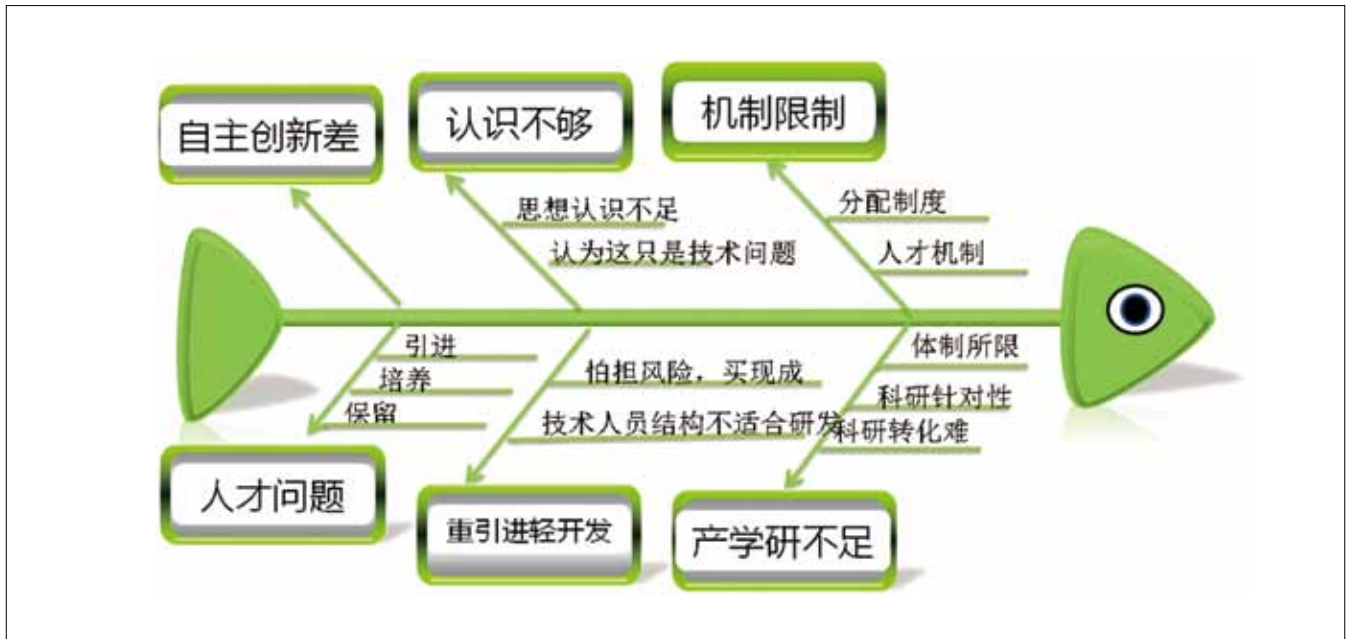 自主创新差
认识不够
机制限制
思想认识不足
认为这只是技术问题
分配制度
人才机制
引进
培养
保留
怕担风险，买现成
技术人员结构不适合研发
体制所限
科研针对性
科研转化难
人才问题
重引进轻开发
产学研不足